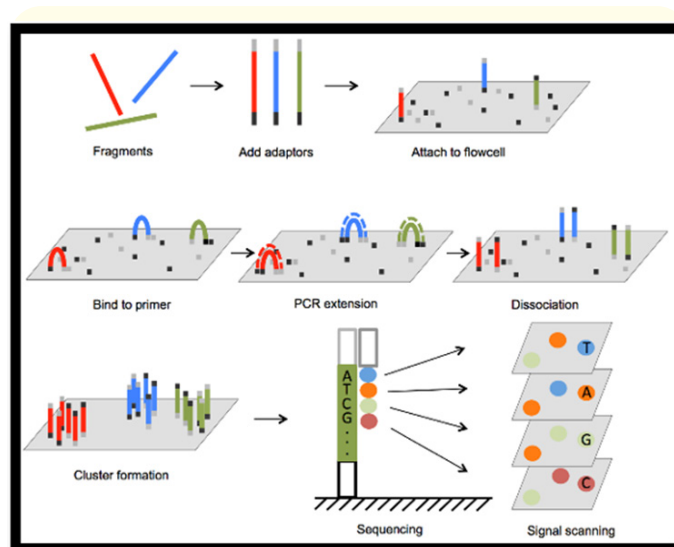 Fragments
Add adaptors
Attach to flowcell
Bind to primer
PCR extension
Dissociation
A
T
C
G
.
.
.
T
A
G
C
Cluster formation
Sequencing
Signal scanning